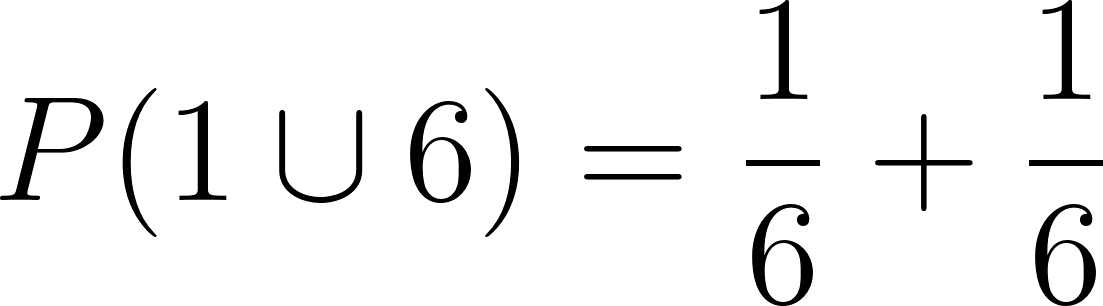 P(1 ∪ 6) = 1/6 + 1/6